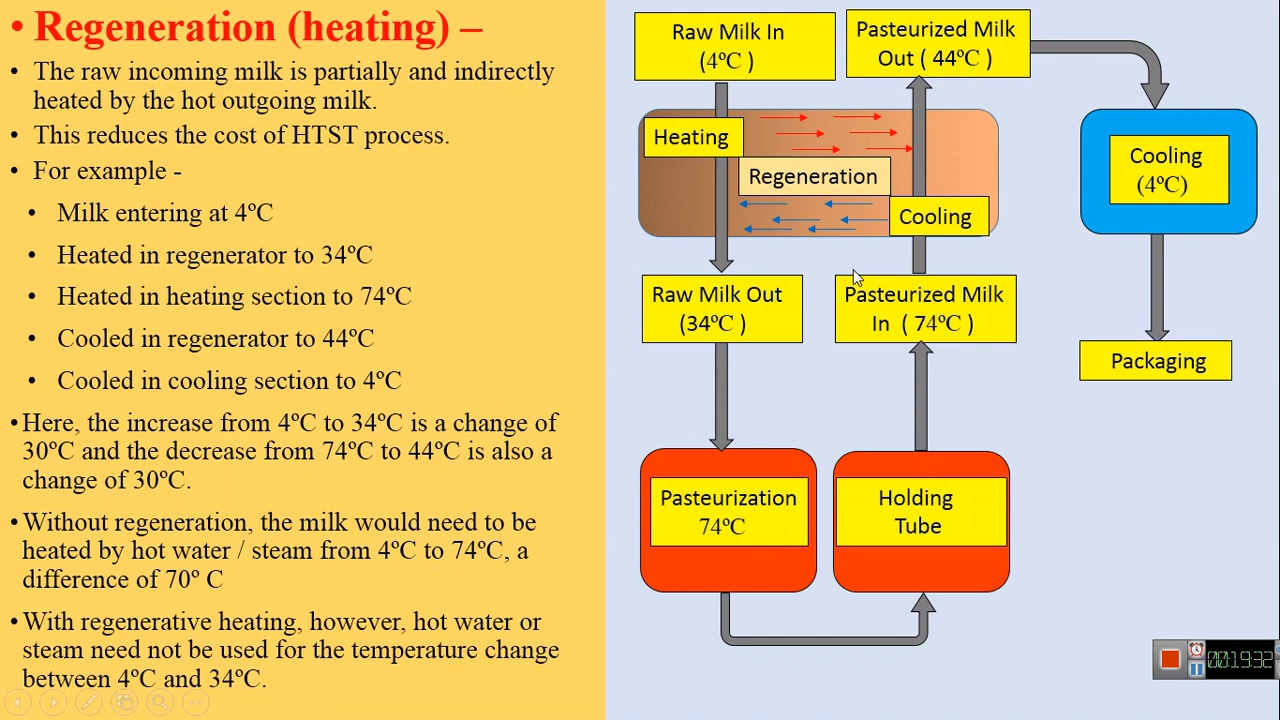 • Regeneration (heating) –
• The raw incoming milk is partially and indirectly
heated by the hot outgoing milk.
• This reduces the cost of HTST process.
• For example -
• Milk entering at 4ºC
• Heated in regenerator to 34ºC
• Heated in heating section to 74ºC
• Cooled in regenerator to 44ºC
• Cooled in cooling section to 4ºC
•Here, the increase from 4ºC to 34ºC is a change of
30ºC and the decrease from 74ºC to 44ºC is also a
change of 30ºC.
•Without regeneration, the milk would need to be
heated by hot water / steam from 4ºC to 74ºC, a
difference of 70º C
•With regenerative heating, however, hot water or
steam need not be used for the temperature change
between 4ºC and 34ºC.
Raw Milk In
(4ºC )
Pasteurized Milk
Out ( 44ºC )
Heating
Regeneration
Cooling
Cooling
(4ºC)
Raw Milk Out
(34ºC )
Pasteurized Milk
In ( 74ºC )
Packaging
Pasteurization
74ºC
Holding
Tube
00:19:32